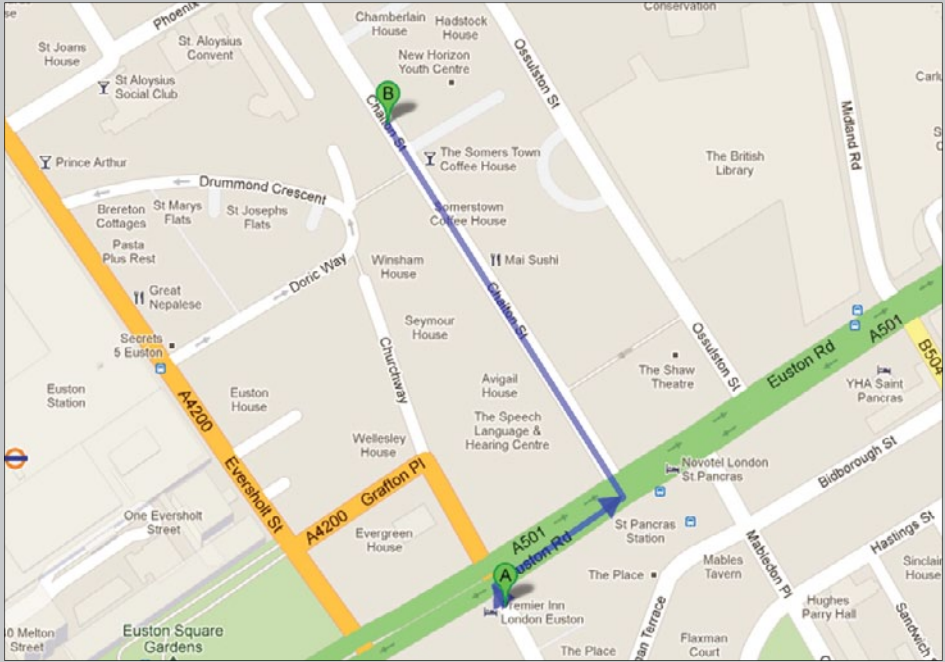 Phoenix
se
Chamberlain
House
Hadstock
House
Conservation
St Joans
House
St. Aloysius
Convent
New Horizon
Youth Centre
Ossulston St
St Aloysius
Social Club
B
Chalton St
Carlu
Midland Rd
S
C
Prince Arthur
The Somers Town
Coffee House
The British
Library
Drummond Crescent
Brereton
Cottages
St Marys
Flats
St Josephs
Flats
Somerstown
Coffee House
Pasta
Plus Rest
Doric Way
Winsham
House
Mai Sushi
Great
Nepalese
Chalton St
Secrets
5 Euston
Seymour
House
Churchway
Ossulston St
A501
Euston Rd
B504
The Shaw
Theatre
YHA Saint
Pancras
Euston
Station
A4200
Euston
House
Avigail
House
The Speech
Language &
Hearing Centre
Wellesley
House
Eversholt St
A4200
Grafton Pl
Novotel London
St Pancras
Bidborough St
One Eversholt
Street
Evergreen
House
A501
Euston Rd
St Pancras
Station
Hastings St
Mabledon Pl
Mables
Tavern
Sinclair
House
A
The Place
Premier Inn
London Euston
Hughes
Parry Hall
Sandwich
40 Melton
Street
Euston Square
Gardens
The Place
nan Terrace
Flaxman
Court